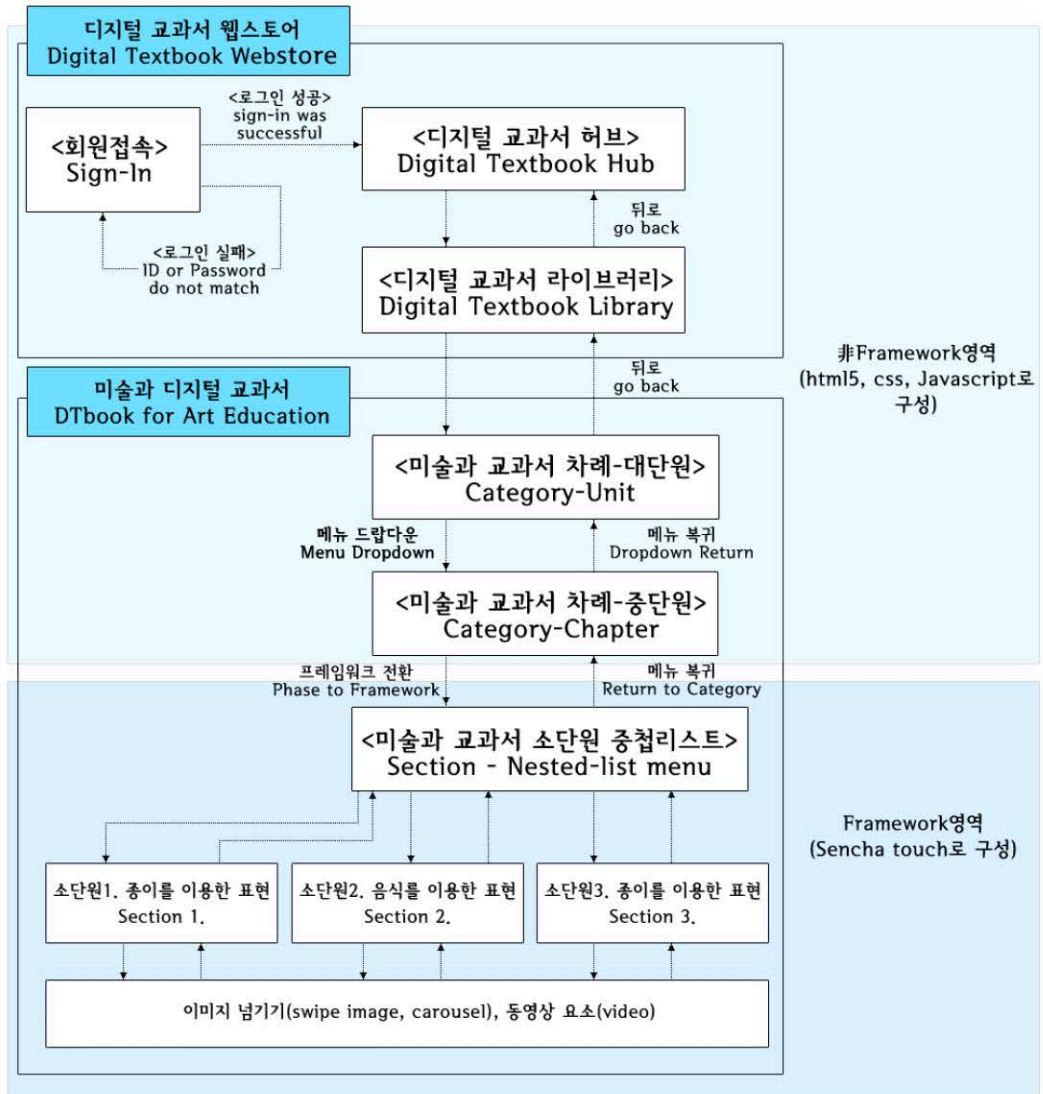 디지털 교과서 웹스토어
Digital Textbook Webstore
<회원접속>
Sign-In
<로그인 성공>
sign-in was
successful
<디지털 교과서 허브>
Digital Textbook Hub
<로그인 실패>
ID or Password
do not match
뒤로
go back
<디지털 교과서 라이브러리>
Digital Textbook Library
뒤로
go back
非Framework영역
(html5, css, Javascript로
구성)
미술과 디지털 교과서
DTbook for Art Education
<미술과 교과서 차례-대단원>
Category-Unit
메뉴 드랍다운
Menu Dropdown
메뉴 복귀
Dropdown Return
<미술과 교과서 차례-중단원>
Category-Chapter
프레임워크 전환
Phase to Framework
메뉴 복귀
Return to Category
<미술과 교과서 소단원 중첩리스트>
Section - Nested-list menu
Framework영역
(Sencha touch로 구성)
소단원1. 종이를 이용한 표현
Section 1.
소단원2. 음식를 이용한 표현
Section 2.
소단원3. 종이를 이용한 표현
Section 3.
이미지 넘기기(swipe image, carousel), 동영상 요소(video)